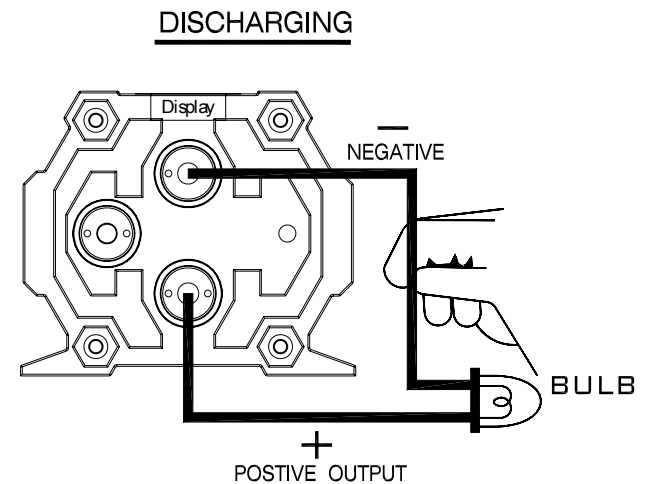 DISCHARGING
Display
−
NEGATIVE
BULB
+
POSTIVE OUTPUT